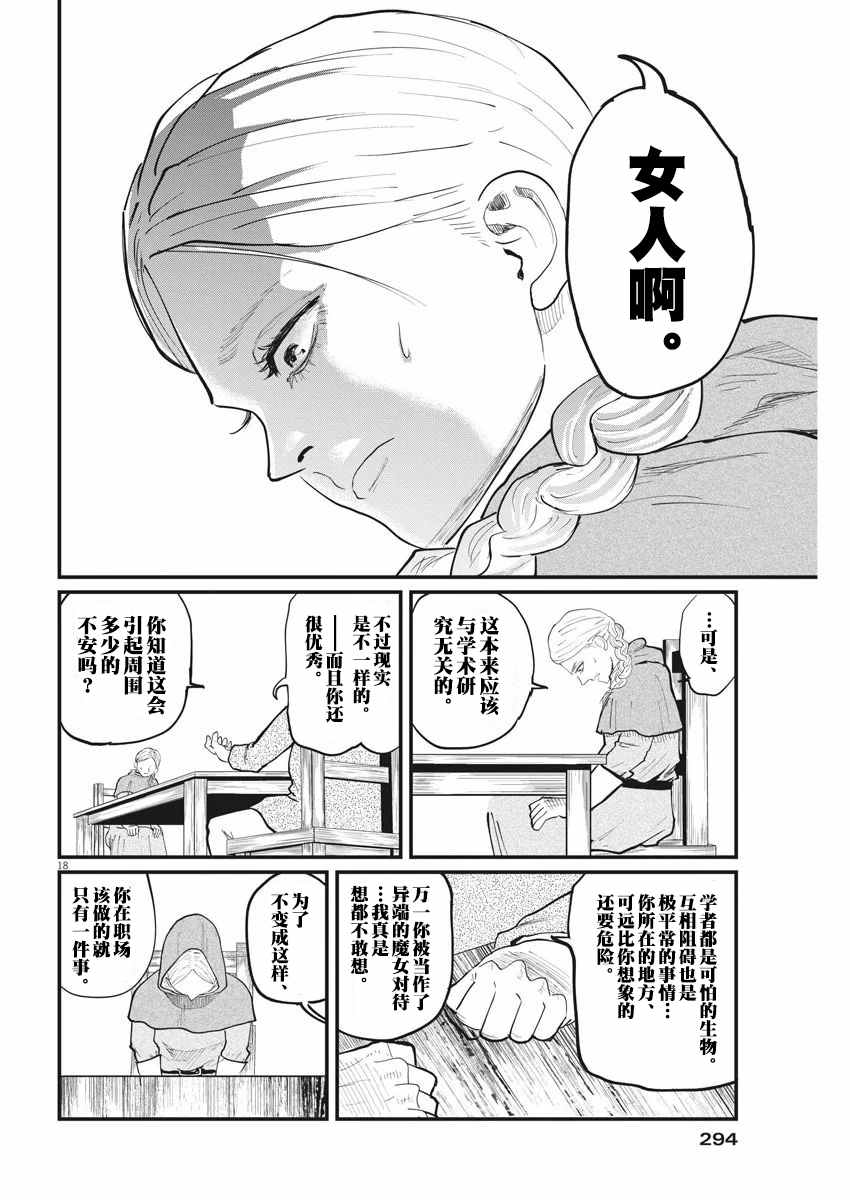 女人啊。
…可是、
这本来应该
与学术研
究无关的。
不过现实
是不一样的。
——而且你还
很优秀。
你知道这会
引起周围
多少的
不安吗？
18
学者都是可怕的生物。
互相阻碍也是
极平常的事情…
你所在的地方、
可远比你想象的
还要危险。
万一你被当作了
异端的魔女对待
…我真是
想都不敢想。
为了
不变成这样、
你在职场
该做的就
只有一件事。
294